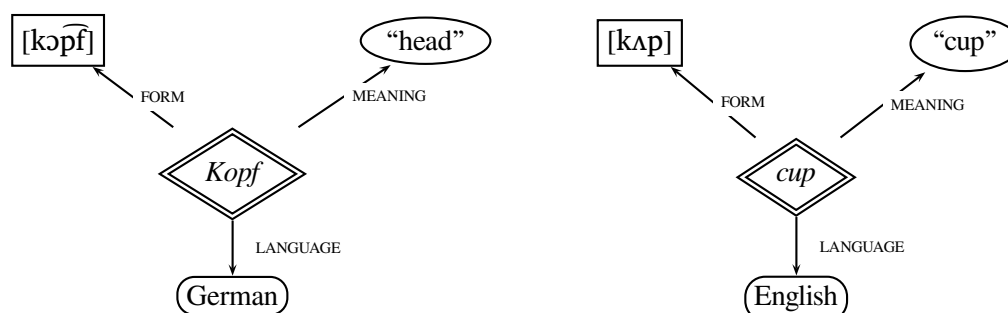 [kɔp͡f]
“head”
FORM
MEANING
Kopf
LANGUAGE
German
[kʌp]
“cup”
FORM
MEANING
cup
LANGUAGE
English